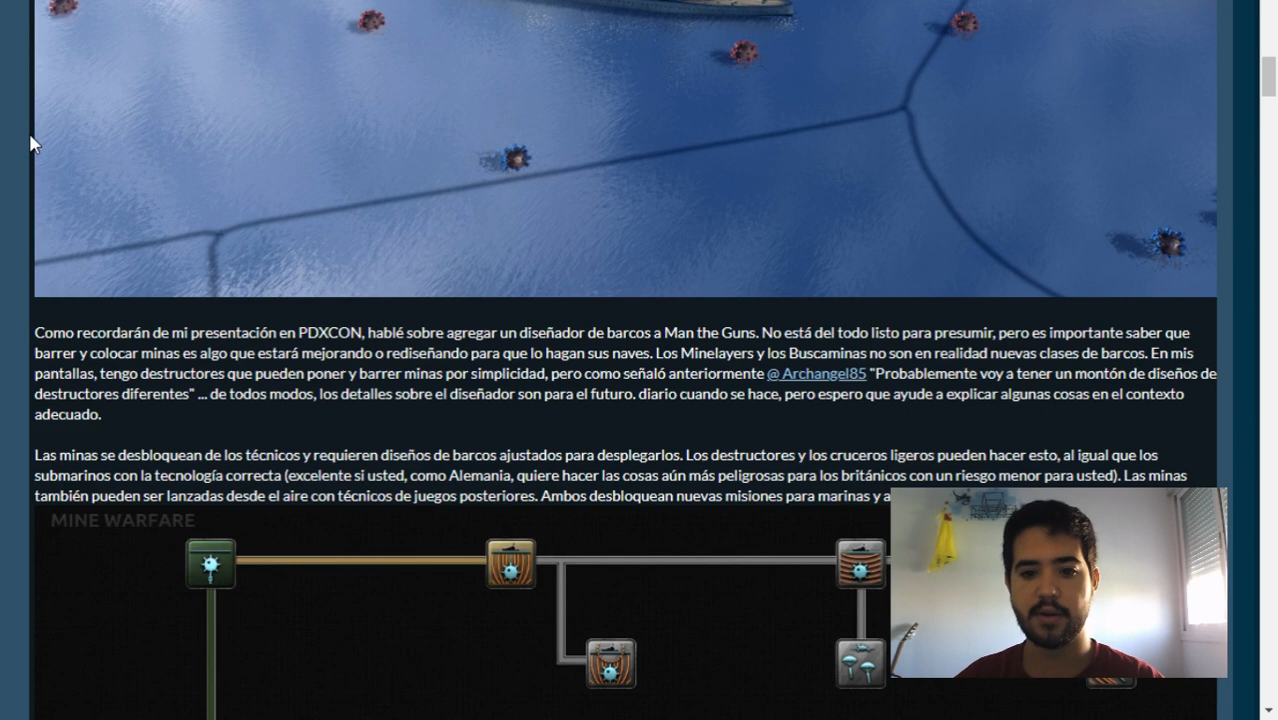 Como recordarán de mi presentación en PDXCON, hablé sobre agregar un diseñador de barcos a Man the Guns. No está del todo listo para presumir, pero es importante saber que
barrer y colocar minas es algo que estará mejorando o rediseñando para que lo hagan sus naves. Los Minelayers y los Buscaminas no son en realidad nuevas clases de barcos. En mis
pantallas, tengo destructores que pueden poner y barrer minas por simplicidad, pero como señaló anteriormente @ Archangel85 "Probablemente voy a tener un montón de diseños de
destructores diferentes" ... de todos modos, los detalles sobre el diseñador son para el futuro. diario cuando se hace, pero espero que ayude a explicar algunas cosas en el contexto
adecuado.
Las minas se desbloquean de los técnicos y requieren diseños de barcos ajustados para desplegarlos. Los destructores y los cruceros ligeros pueden hacer esto, al igual que los
submarinos con la tecnología correcta (excelente si usted, como Alemania, quiere hacer las cosas aún más peligrosas para los británicos con un riesgo menor para usted). Las minas
también pueden ser lanzadas desde el aire con técnicos de juegos posteriores. Ambos desbloquean nuevas misiones para marinas y a
MINE WARFARE